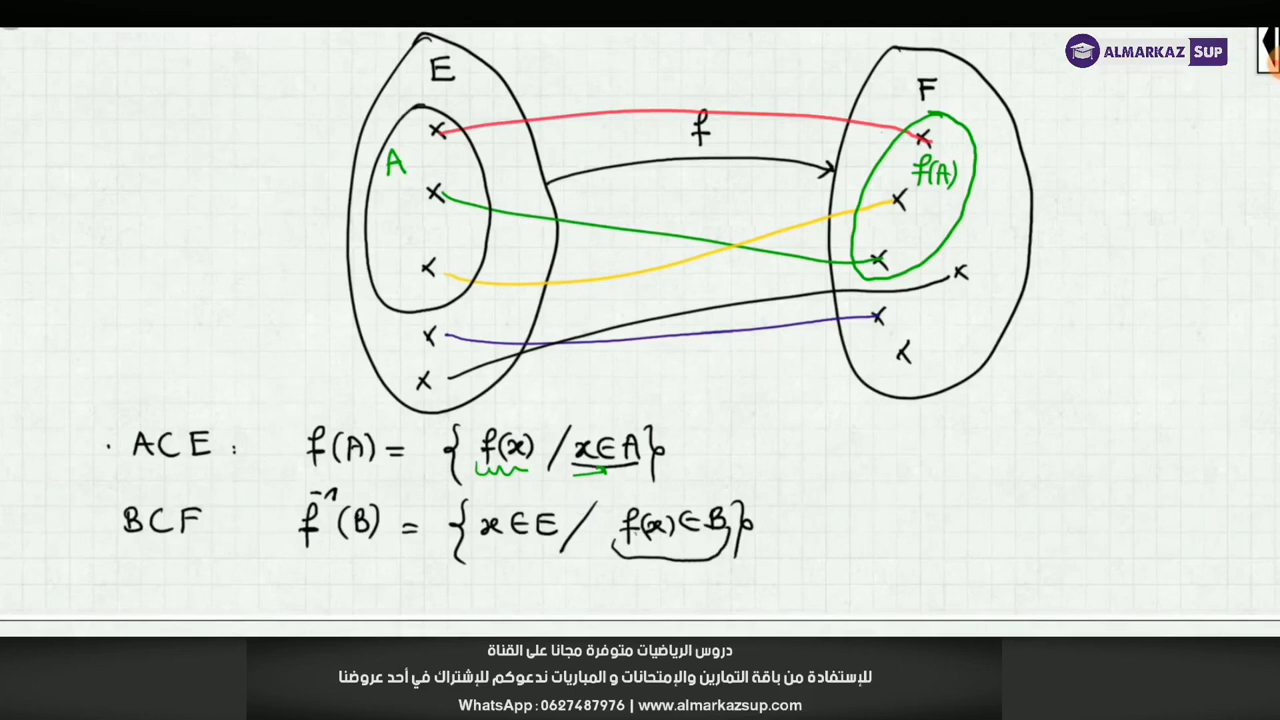 ALMARKAZ SUP
E
F
f
A
f(A)
. A ⊂ E : f(A) = { f(x) / x ∈ A }
B ⊂ F f⁻¹(B) = { x ∈ E / f(x) ∈ B }
دروس الرياضيات متوفرة مجانا على القناة
للإستفادة من باقة التمارين والإمتحانات و المباريات ندعوكم للإشتراك في أحد عروضنا
WhatsApp : 0627487976 | www.almarkazsup.com